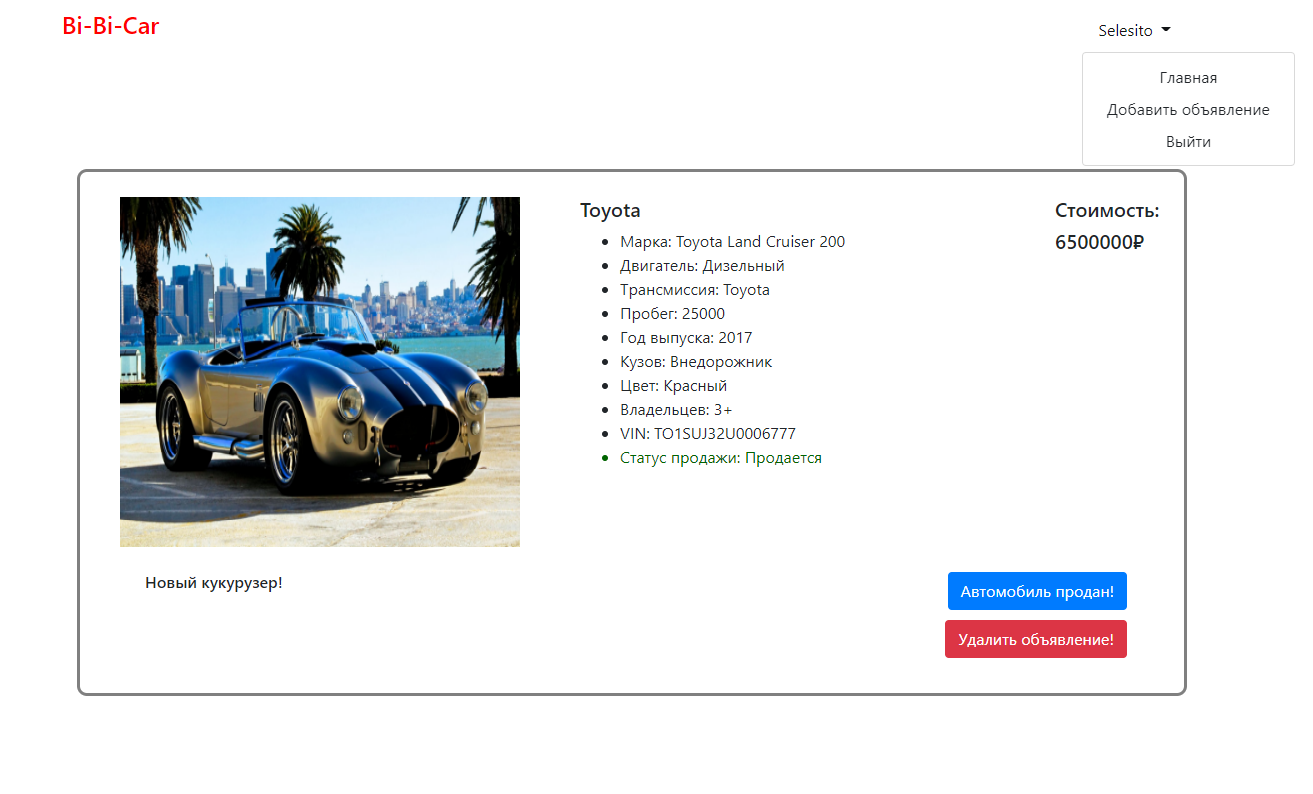 Bi-Bi-Car
Selesito
Главная
Добавить объявление
Выйти
Toyota
Марка: Toyota Land Cruiser 200
Двигатель: Дизельный
Трансмиссия: Toyota
Пробег: 25000
Год выпуска: 2017
Кузов: Внедорожник
Цвет: Красный
Владельцев: 3+
VIN: TO1SUJ32U0006777
Статус продажи: Продается
Стоимость:
6500000₽
Новый кукурузер!
Автомобиль продан!
Удалить объявление!